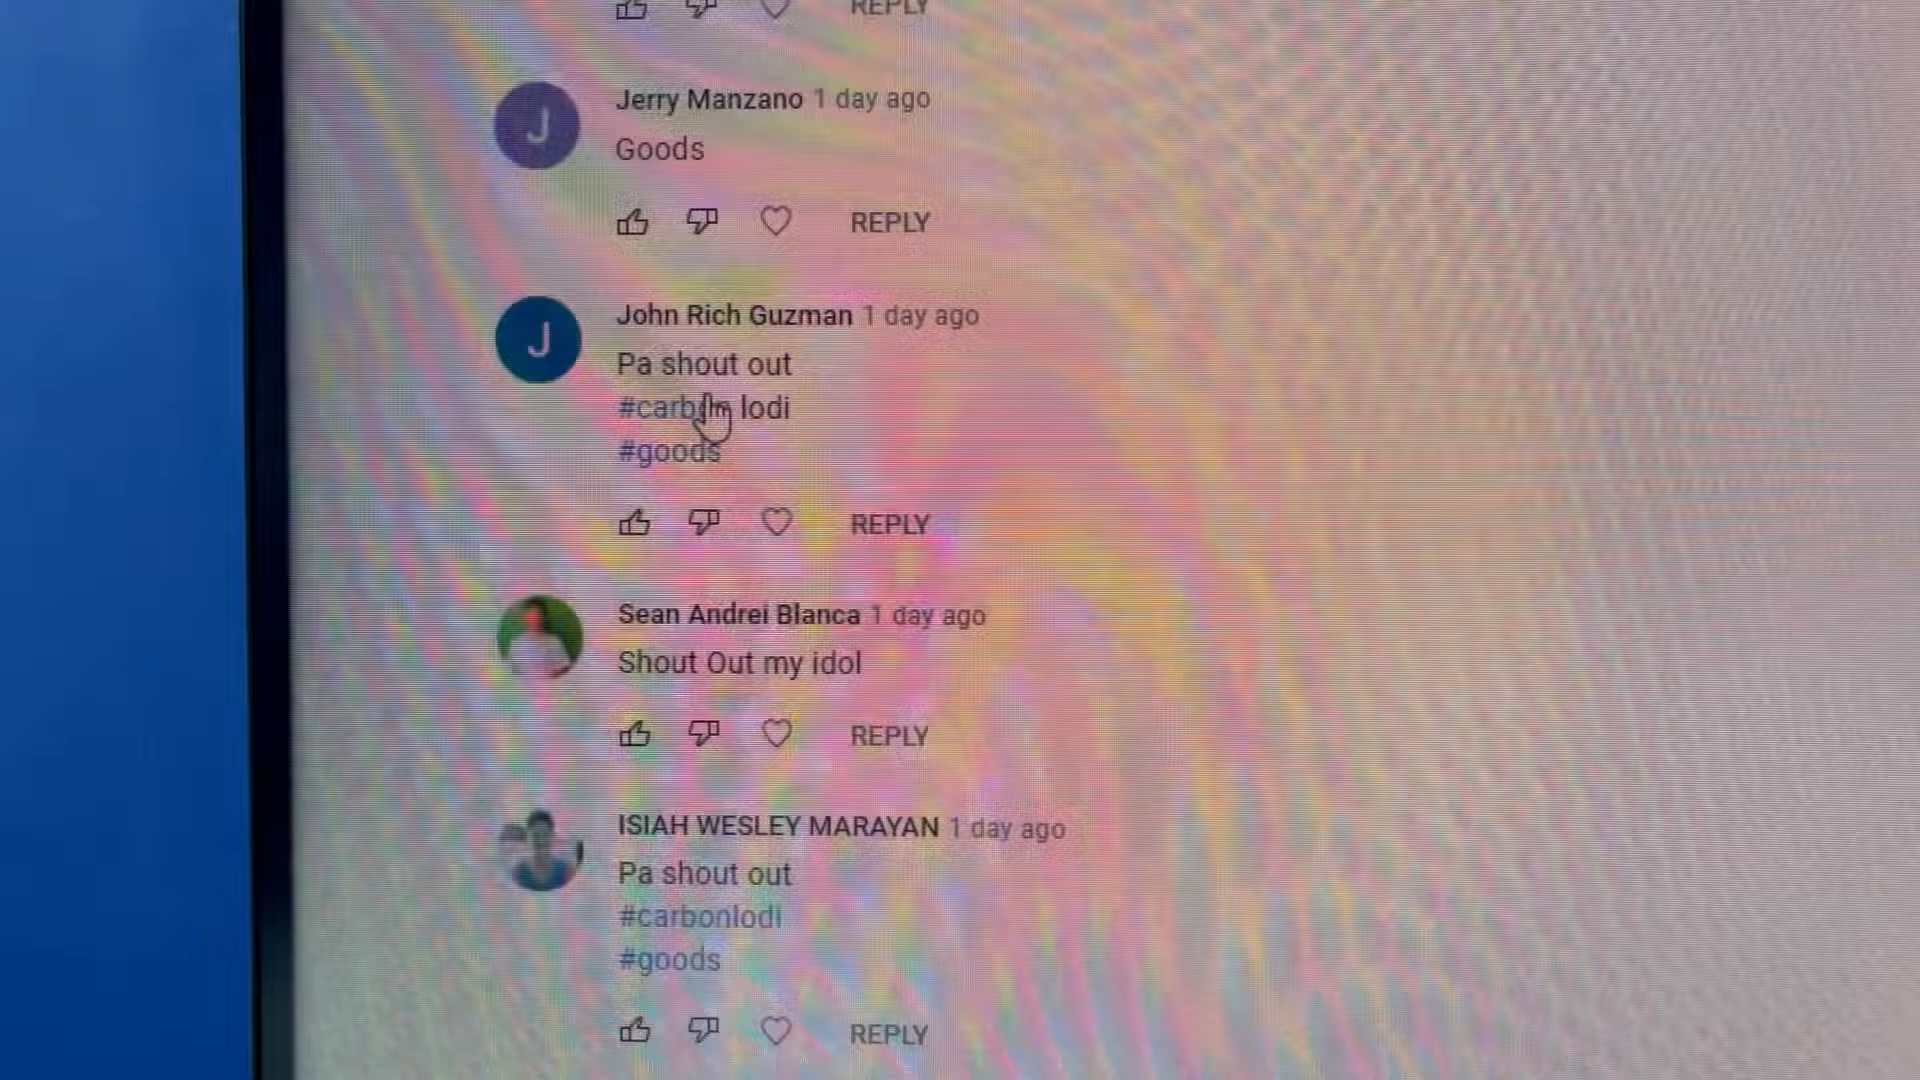 REPLY
Jerry Manzano 1 day ago
J
Goods
REPLY
John Rich Guzman 1 day ago
J
Pa shout out
lodi
#goods
REPLY
Sean Andrei Blanca 1 day ago
Shout Out my idol
REPLY
ISIAH WESLEY MARAYAN 1 day ago
Pa shout out
#carbonlodi
#goods
REPLY